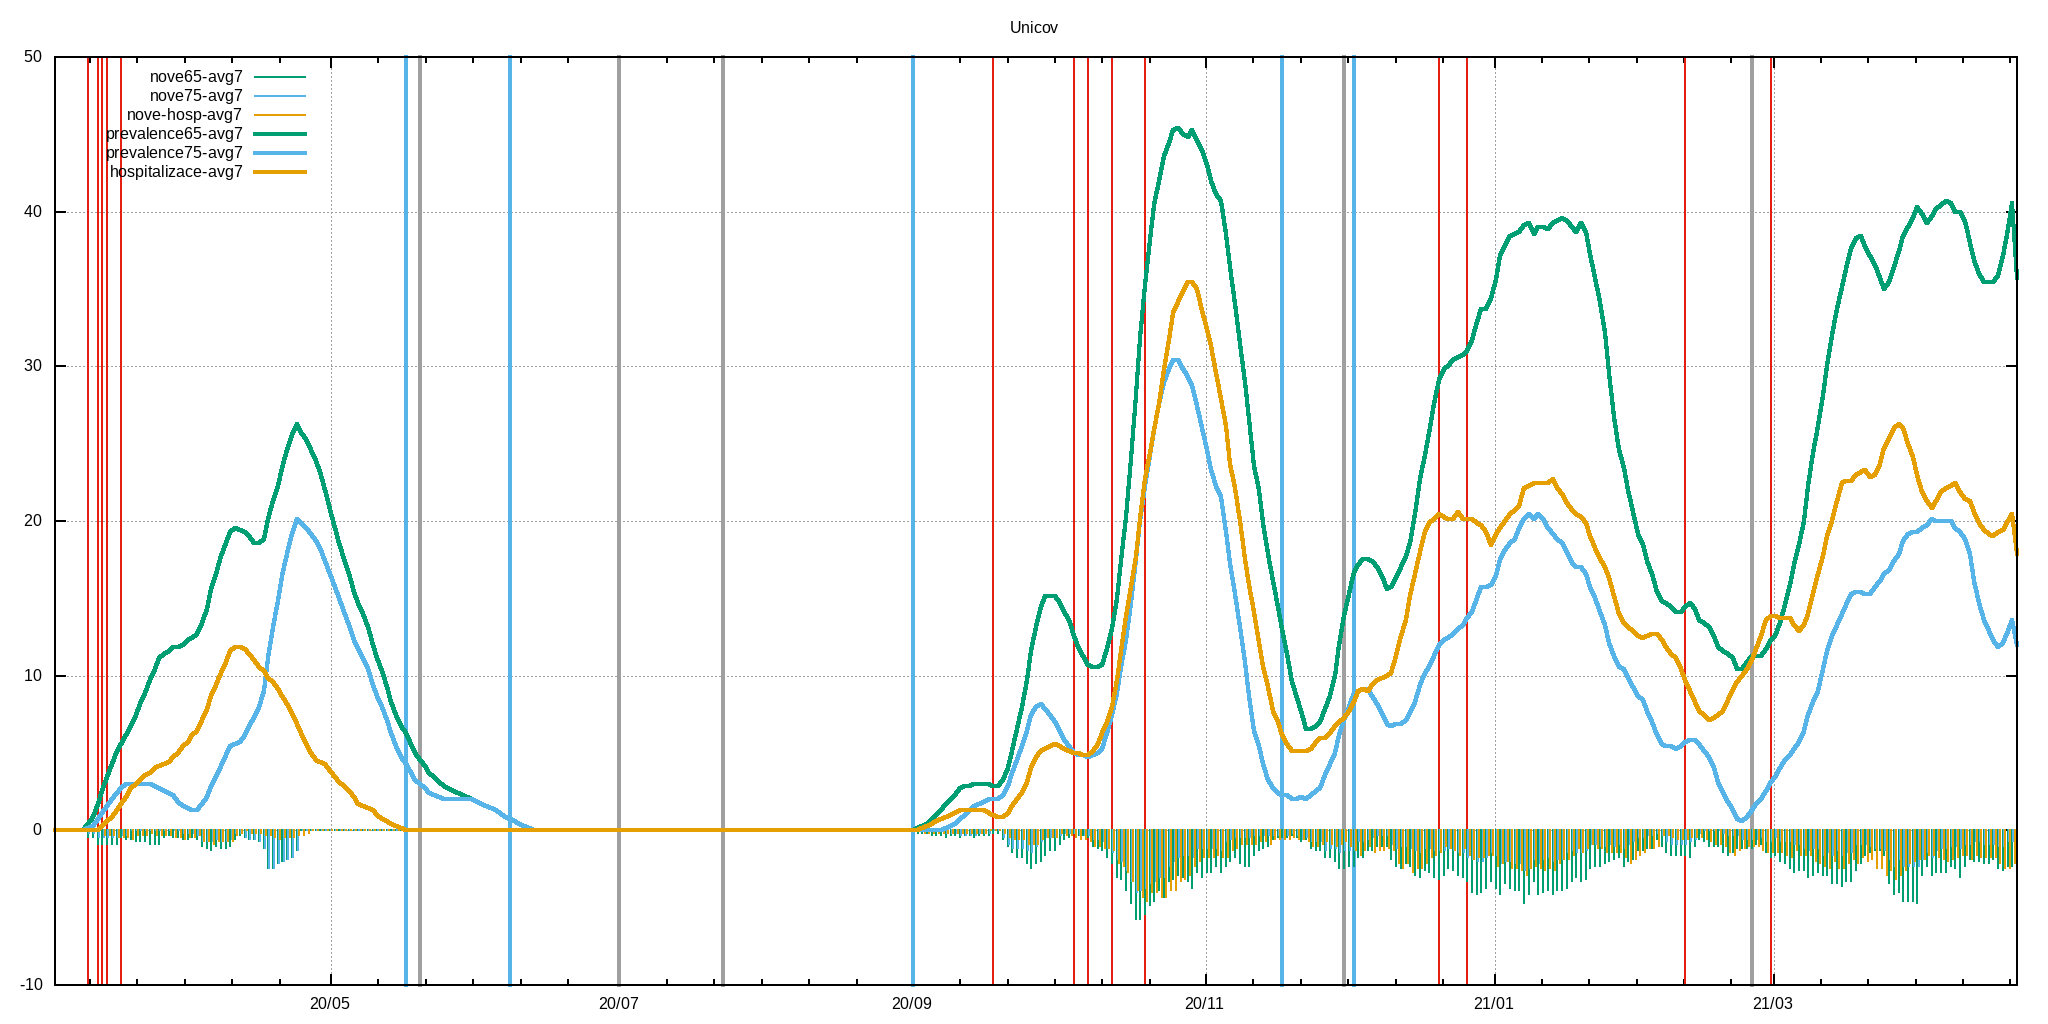 Unicov
50
nove65-avg7
nove75-avg7
nove-hosp-avg7
prevalence65-avg7
prevalence75-avg7
hospitalizace-avg7
40
30
20
10
0
-10
20/05 20/07 20/09 20/11 21/01 21/03